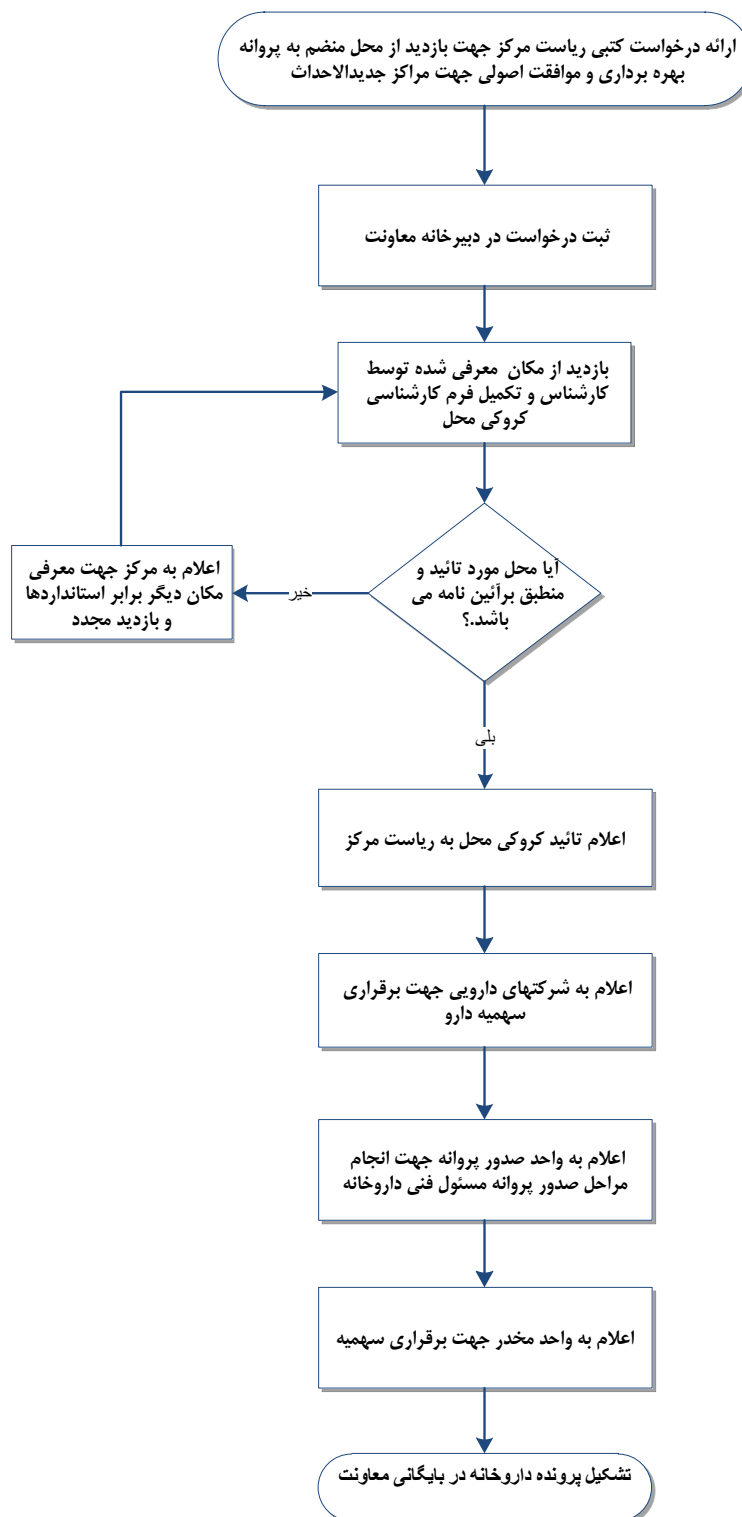 ارائه درخواست کتبی ریاست مرکز جهت بازدید از محل منضم به پروانه
بهره برداری و موافقت اصولی جهت مراکز جدیدالاحداث
ثبت درخواست در دبیرخانه معاونت
بازدید از مکان معرفی شده توسط
کارشناس و تکمیل فرم کارشناسی
کروکی محل
آیا محل مورد تائید و
منطبق برآئین نامه می
باشد.؟
خیر
اعلام به مرکز جهت معرفی
مکان دیگر برابر استانداردها
و بازدید مجدد
بلی
اعلام تائید کروکی محل به ریاست مرکز
اعلام به شرکتهای دارویی جهت برقراری
سهمیه دارو
اعلام به واحد صدور پروانه جهت انجام
مراحل صدور پروانه مسئول فنی داروخانه
اعلام به واحد مخدر جهت برقراری سهمیه
تشکیل پرونده داروخانه در بایگانی معاونت